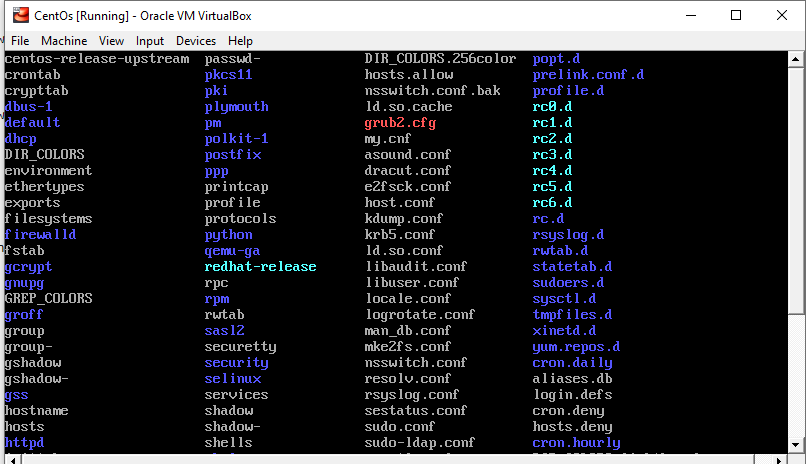 CentOs [Running] - Oracle VM VirtualBox
File Machine View Input Devices Help
centos-release-upstream passwd- DIR_COLORS.256color popt.d
crontab pkcs11 hosts.allow prelink.conf.d
crypttab pki nsswitch.conf.bak profile.d
dbus-1 plymouth ld.so.cache rc0.d
default pm grub2.cfg rc1.d
dhcp polkit-1 my.cnf rc2.d
DIR_COLORS postfix asound.conf rc3.d
environment ppp dracut.conf rc4.d
ethertypes printcap e2fsck.conf rc5.d
exports profile host.conf rc6.d
filesystems protocols kdump.conf rc.d
firewalld python krb5.conf rsyslog.d
fstab qemu-ga ld.so.conf rwtab.d
gcrypt redhat-release libaudit.conf statetab.d
gnupg rpc libuser.conf sudoers.d
GREP_COLORS rpm locale.conf sysctl.d
groff rwtab logrotate.conf tmpfiles.d
group sasl2 man_db.conf xinetd.d
group- securetty mke2fs.conf yum.repos.d
gshadow security nsswitch.conf cron.daily
gshadow- selinux resolv.conf aliases.db
gss services rsyslog.conf login.defs
hostname shadow sestatus.conf cron.deny
hosts shadow- sudo.conf hosts.deny
httpd shells sudo-ldap.conf cron.hourly